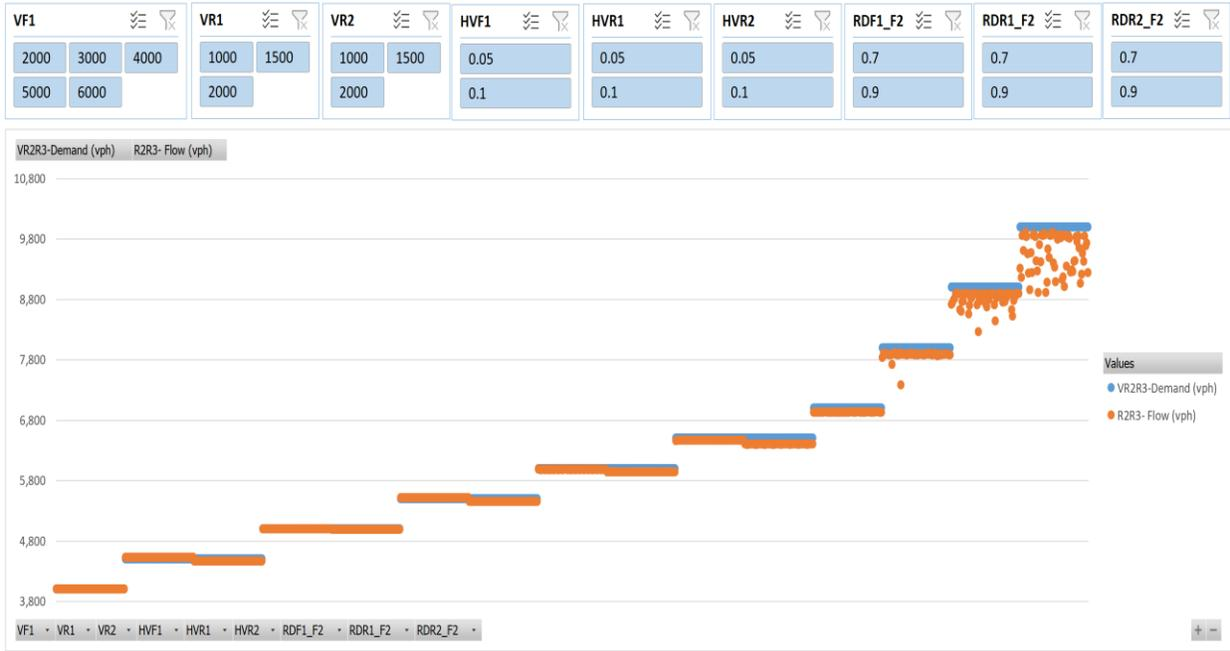 VF1 VR1 VR2 HVF1 HVR1 HVR2 RDF1_F2 RDR1_F2 RDR2_F2
2000 3000 4000 1000 1500 1000 1500 0.05 0.05 0.05 0.7 0.7 0.7
5000 6000 2000 2000 0.1 0.1 0.1 0.9 0.9 0.9
VR2R3-Demand (vph) R2R3- Flow (vph)
10,800
9,800
8,800
7,800
6,800
5,800
4,800
3,800
Values
VR2R3-Demand (vph)
R2R3- Flow (vph)
VF1 VR1 VR2 HVF1 HVR1 HVR2 RDF1_F2 RDR1_F2 RDR2_F2
+ −